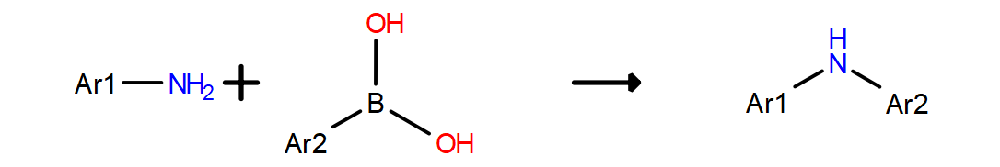 Ar1—NH2 + Ar2 B OH OH → Ar1 H N Ar2